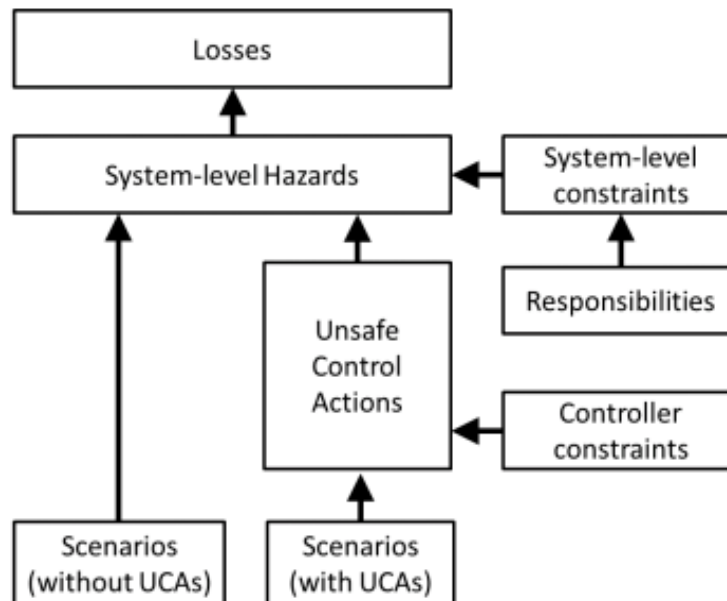 Losses
System-level Hazards
System-level
constraints
Responsibilities
Unsafe
Control
Actions
Controller
constraints
Scenarios
(without UCAs)
Scenarios
(with UCAs)